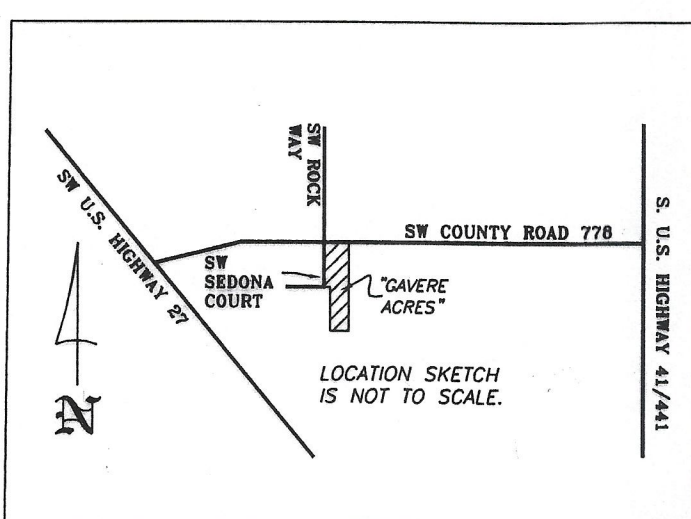 SW ROCK
WAY
SW U.S. HIGHWAY 27
SW COUNTY ROAD 778
S. U.S. HIGHWAY 41/441
SW
SEDONA
COURT
"GAVERE
ACRES"
LOCATION SKETCH
IS NOT TO SCALE.
N